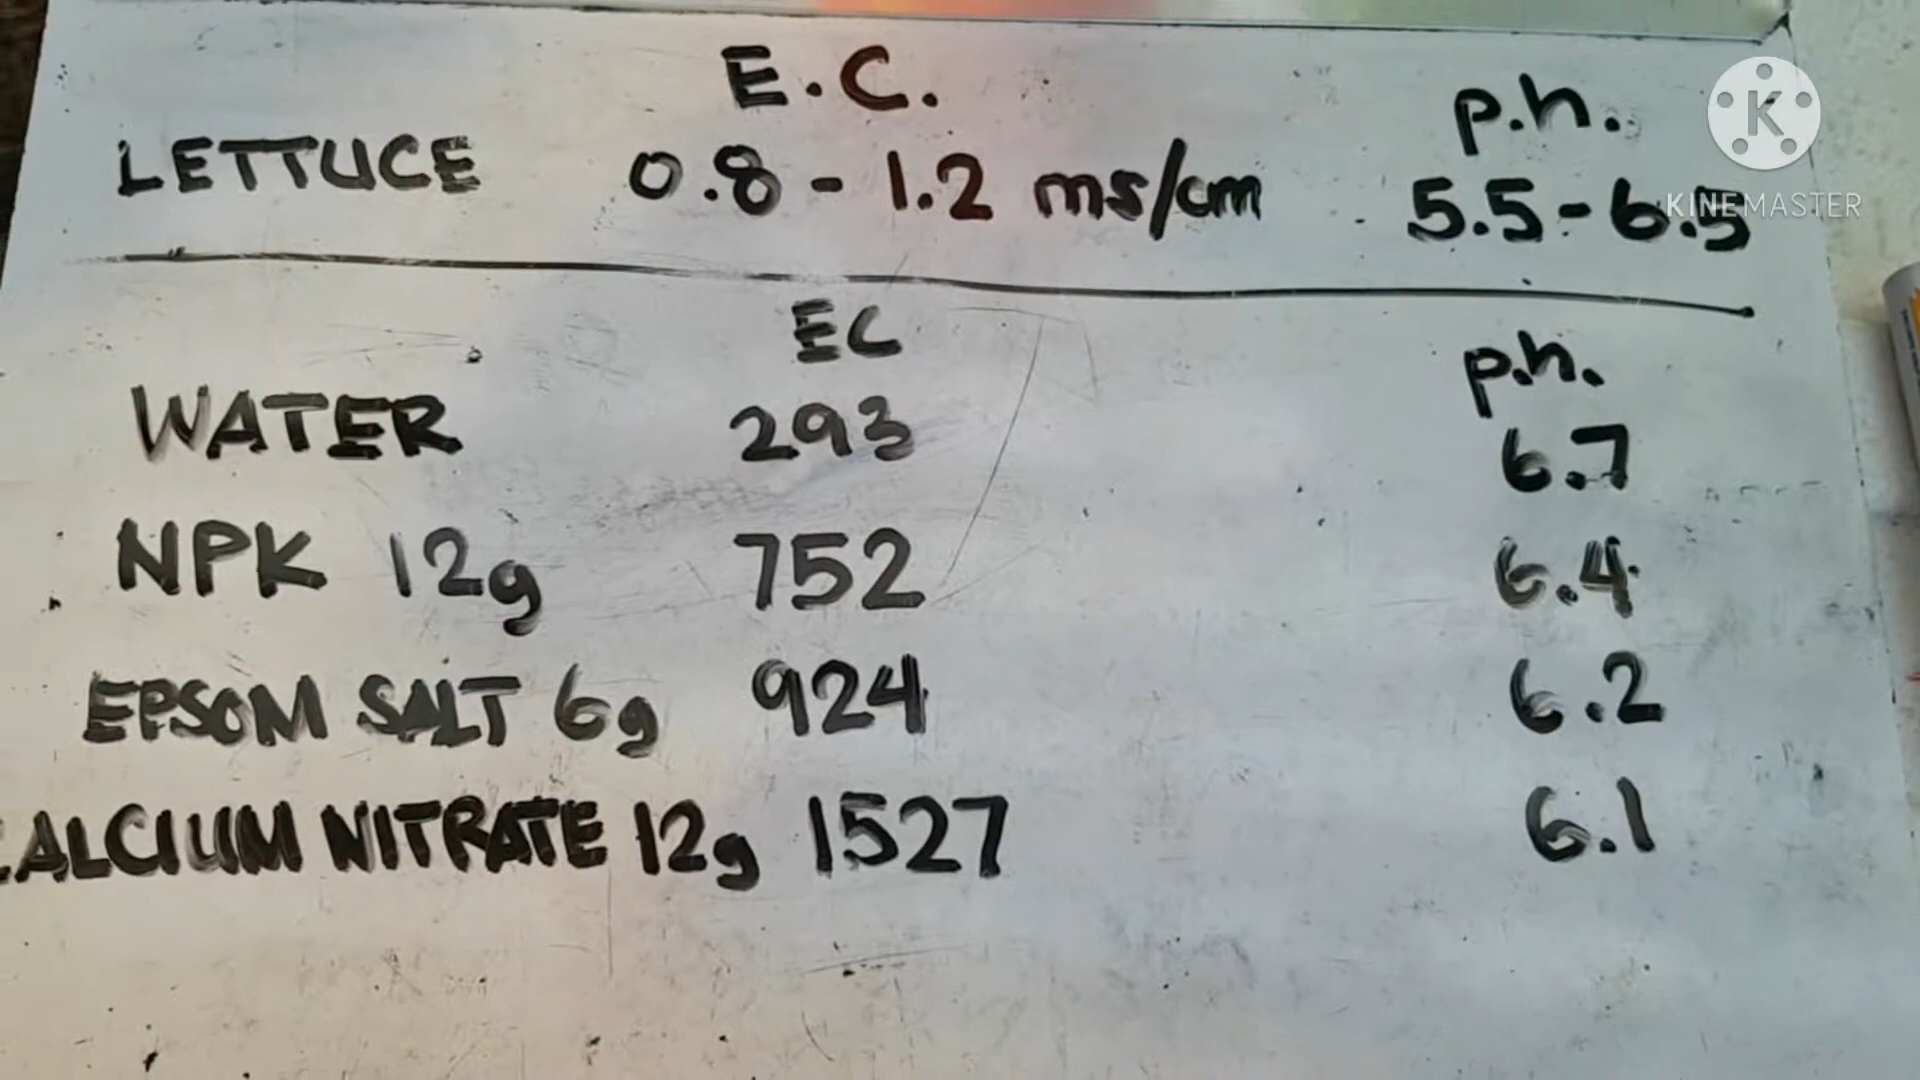 E.C.
p.h.
LETTUCE 0.8 - 1.2 ms/cm 5.5-6.5
K
KINEMASTER
EC
p.h.
WATER 293 6.7
NPK 12g 752 6.4
EPSOM SALT 6g 924 6.2
CALCIUM NITRATE 12g 1527 6.1